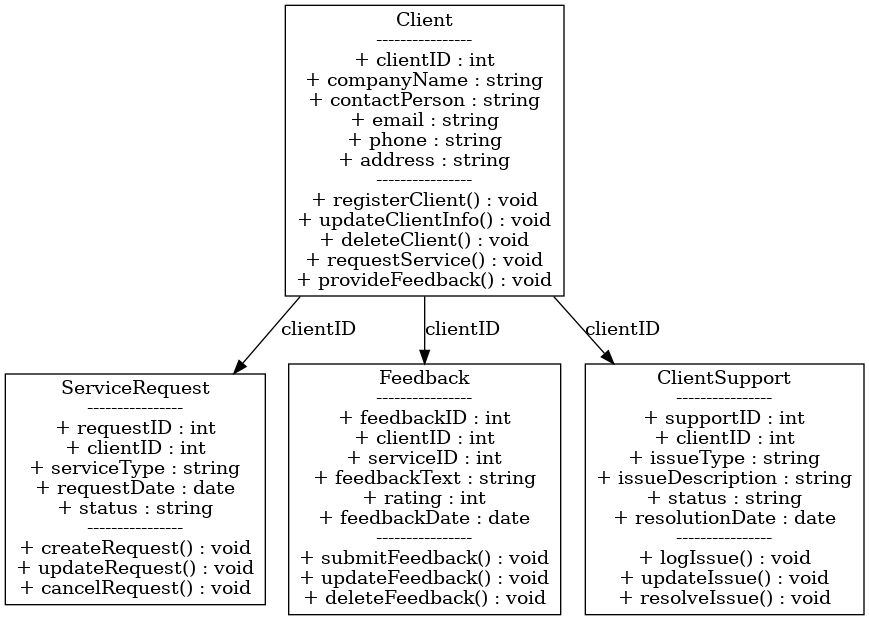 Client
----------------
+ clientID : int
+ companyName : string
+ contactPerson : string
+ email : string
+ phone : string
+ address : string
----------------
+ registerClient() : void
+ updateClientInfo() : void
+ deleteClient() : void
+ requestService() : void
+ provideFeedback() : void
clientID
clientID
clientID
ServiceRequest
----------------
+ requestID : int
+ clientID : int
+ serviceType : string
+ requestDate : date
+ status : string
----------------
+ createRequest() : void
+ updateRequest() : void
+ cancelRequest() : void
Feedback
----------------
+ feedbackID : int
+ clientID : int
+ serviceID : int
+ feedbackText : string
+ rating : int
+ feedbackDate : date
----------------
+ submitFeedback() : void
+ updateFeedback() : void
+ deleteFeedback() : void
ClientSupport
----------------
+ supportID : int
+ clientID : int
+ issueType : string
+ issueDescription : string
+ status : string
+ resolutionDate : date
----------------
+ logIssue() : void
+ updateIssue() : void
+ resolveIssue() : void